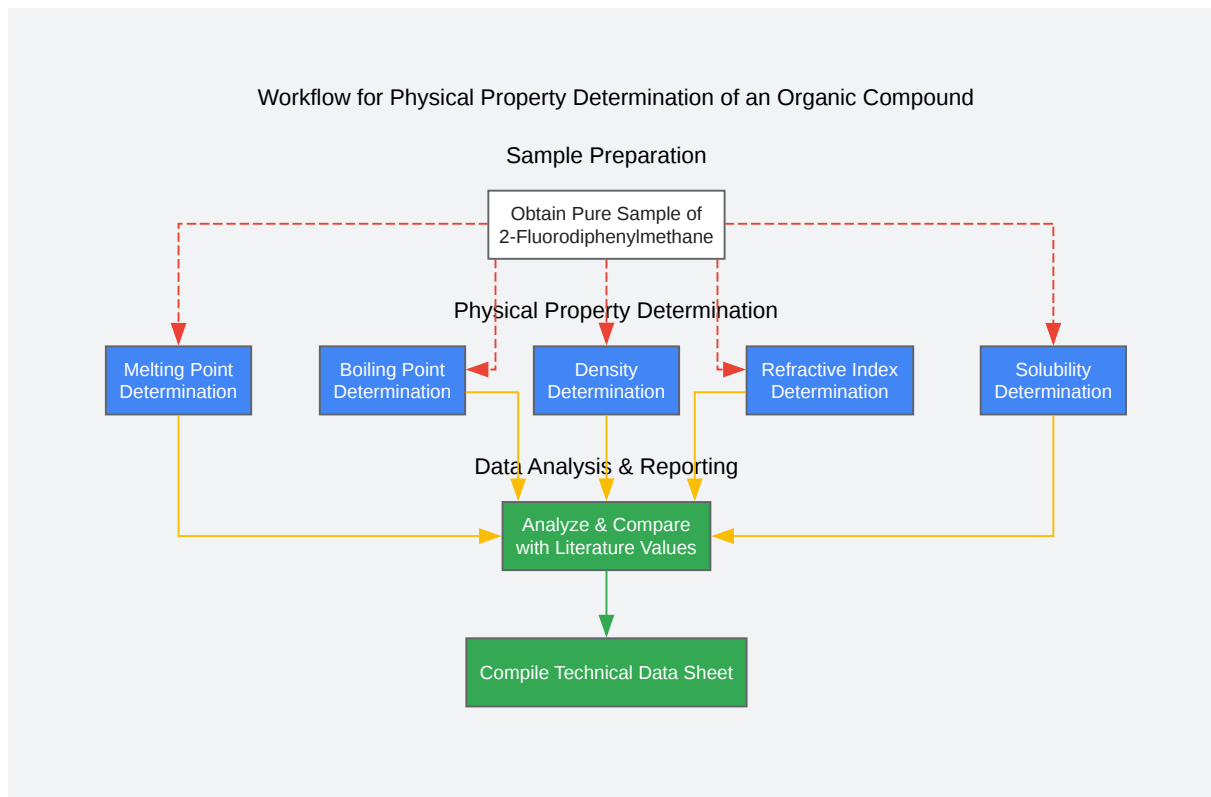 Workflow for Physical Property Determination of an Organic Compound
Sample Preparation
Obtain Pure Sample of
2-Fluorodiphenylmethane
Physical Property Determination
Melting Point
Determination
Boiling Point
Determination
Density
Determination
Refractive Index
Determination
Solubility
Determination
Data Analysis & Reporting
Analyze & Compare
with Literature Values
Compile Technical Data Sheet